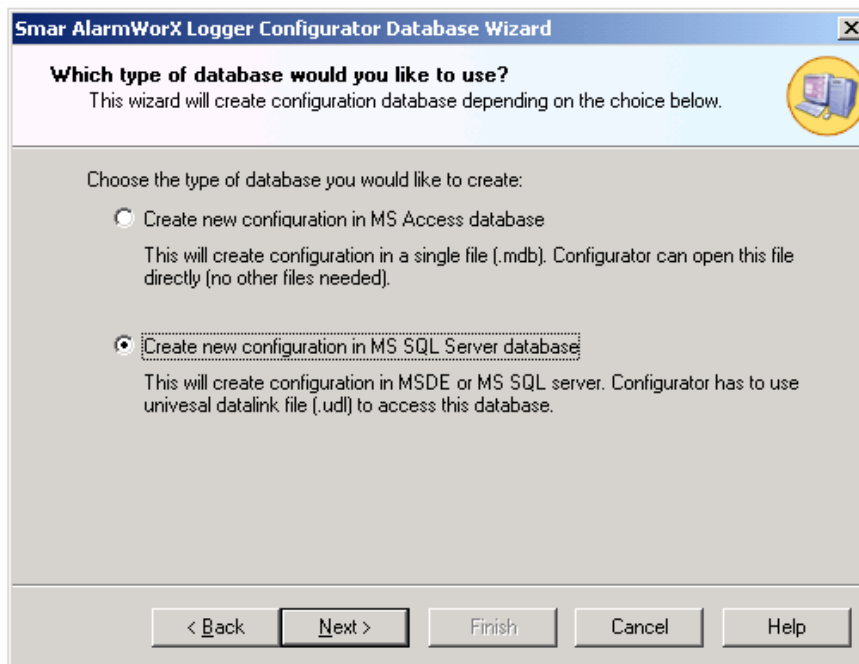 Smar AlarmWorX Logger Configurator Database Wizard
Which type of database would you like to use?
This wizard will create configuration database depending on the choice below.
Choose the type of database you would like to create:
Create new configuration in MS Access database
This will create configuration in a single file (.mdb). Configurator can open this file
directly (no other files needed).
Create new configuration in MS SQL Server database
This will create configuration in MSDE or MS SQL server. Configurator has to use
univesal datalink file (.udl) to access this database.
< Back
Next >
Finish
Cancel
Help